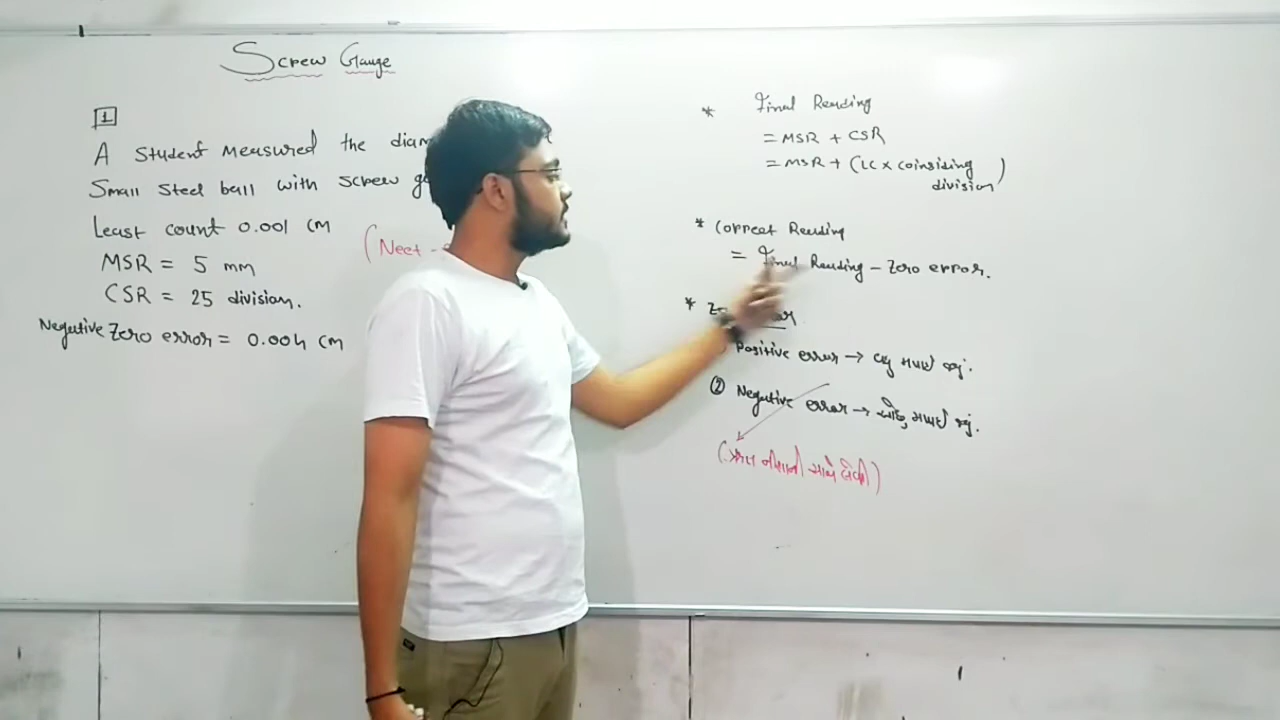 Screw Gauge
1
A Student measured the diam
Small steel ball with screw g
Least count 0.001 cm
(Neet -
MSR = 5 mm
CSR = 25 division.
Negative Zero error = 0.004 cm
* Final Reading
= MSR + CSR
= MSR + (LC x coinsiding
division)
* Correct Reading
= Final Reading - Zero error.
*
Positive error →
② Negative error →